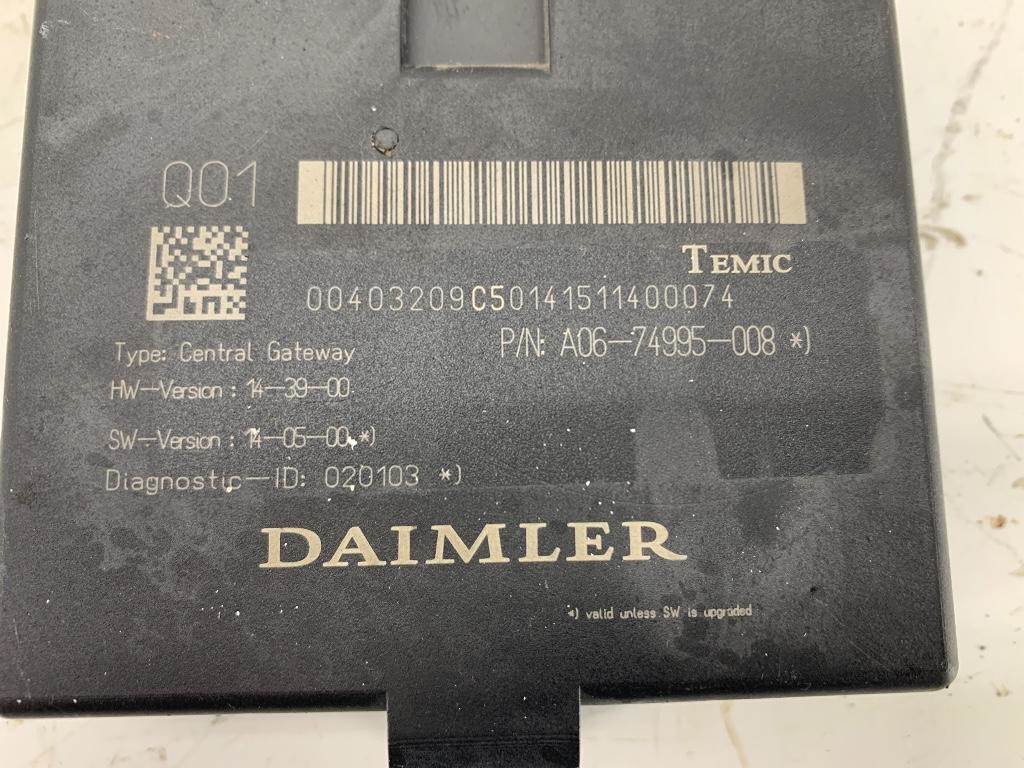 Q01
TEMIC
00403209C50141511400074
P/N: A06-74995-008 *)
Type: Central Gateway
HW-Version : 14-39-00
SW-Version : 14-05-00 *)
Diagnostic-ID: 020103 *)
DAIMLER
*) valid unless SW is upgraded